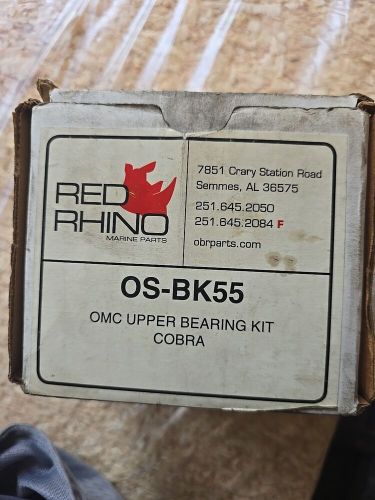 RED
RHINO
MARINE PARTS
7851 Crary Station Road
Semmes, AL 36575
251.645.2050
251.645.2084 F
obrparts.com
OS-BK55
OMC UPPER BEARING KIT
COBRA